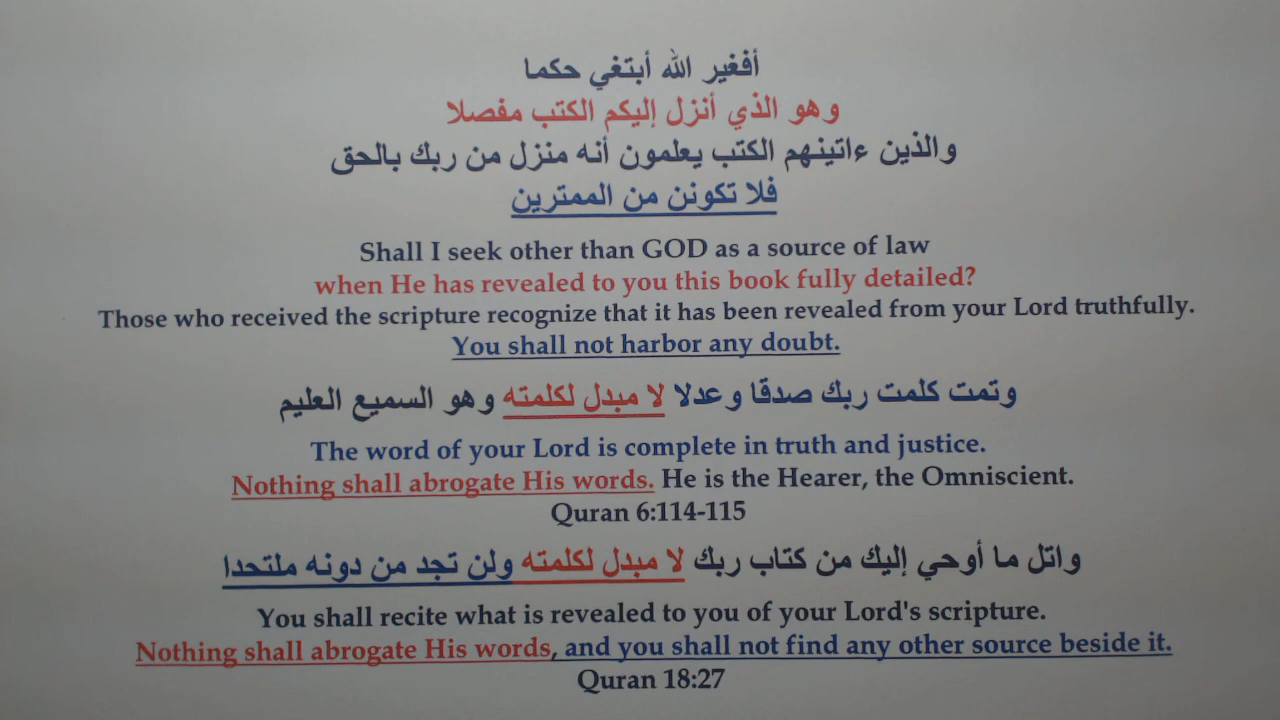 أفغير الله أبتغي حكما
وهو الذي أنزل إليكم الكتب مفصلا
والذين ءاتينهم الكتب يعلمون أنه منزل من ربك بالحق
فلا تكونن من الممترين
Shall I seek other than GOD as a source of law
when He has revealed to you this book fully detailed?
Those who received the scripture recognize that it has been revealed from your Lord truthfully.
You shall not harbor any doubt.
وتمت كلمت ربك صدقا وعدلا لا مبدل لكلمته وهو السميع العليم
The word of your Lord is complete in truth and justice.
Nothing shall abrogate His words. He is the Hearer, the Omniscient.
Quran 6:114-115
واتل ما أوحي إليك من كتاب ربك لا مبدل لكلمته ولن تجد من دونه ملتحدا
You shall recite what is revealed to you of your Lord's scripture.
Nothing shall abrogate His words, and you shall not find any other source beside it.
Quran 18:27